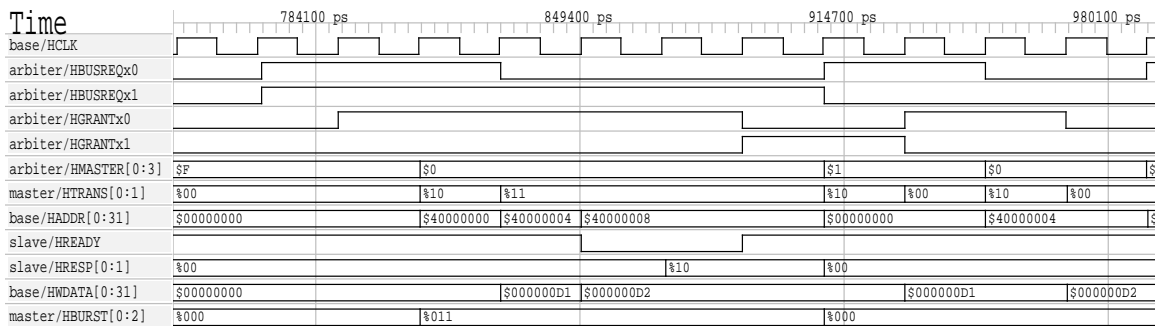 Time 784100 ps 849400 ps 914700 ps 980100 ps
base/HCLK
arbiter/HBUSREQx0
arbiter/HBUSREQx1
arbiter/HGRANTx0
arbiter/HGRANTx1
arbiter/HMASTER[0:3] $F $0 $1 $0 $
master/HTRANS[0:1] %00 %10 %11 %10 %00 %10 %00
base/HADDR[0:31] $00000000 $40000000 $40000004 $40000008 $00000000 $40000004 $
slave/HREADY
slave/HRESP[0:1] %00 %10 %00
base/HWDATA[0:31] $00000000 $000000D1 $000000D2 $000000D1 $000000D2
master/HBURST[0:2] %000 %011 %000